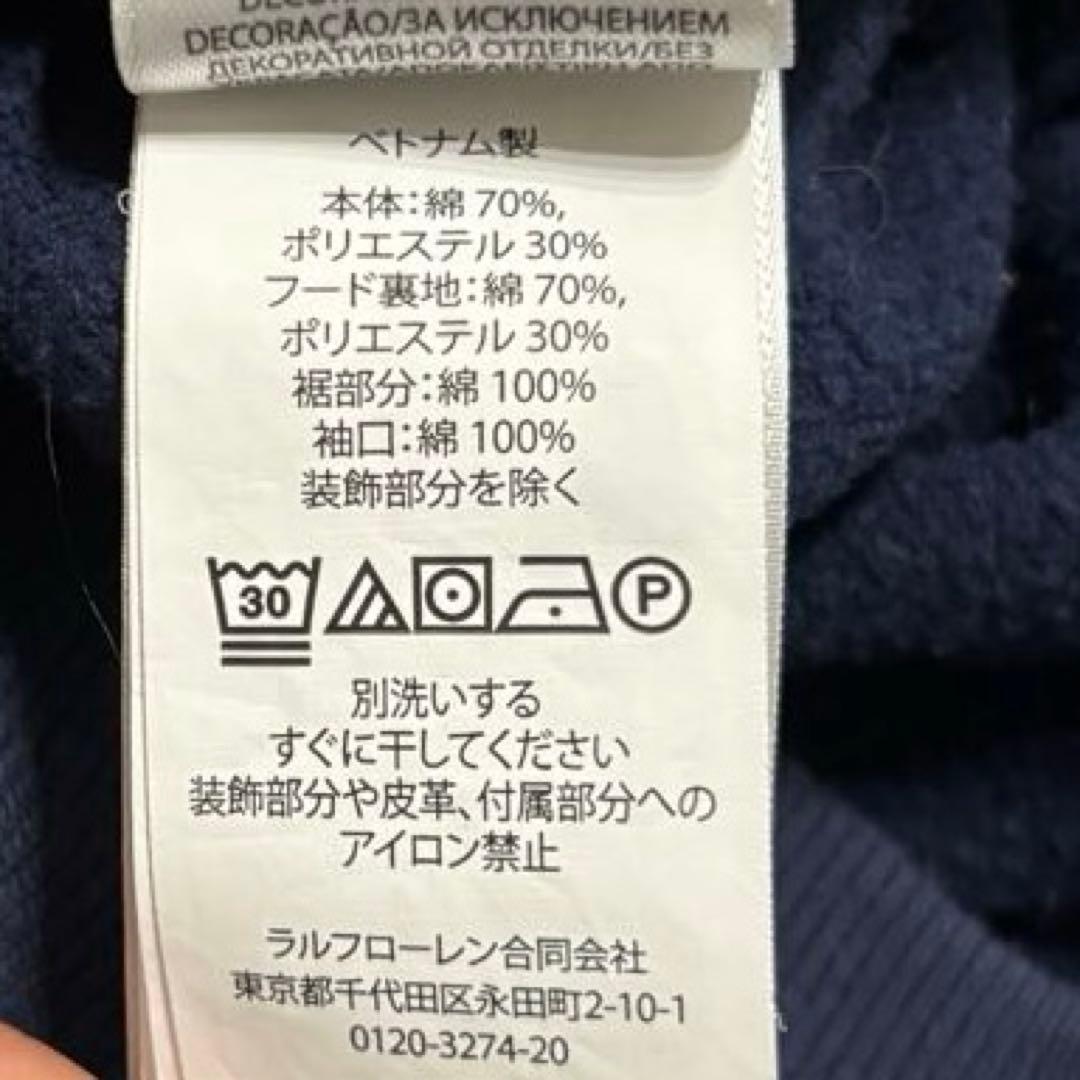 DECORAÇÃO/ЗА ИСКЛЮЧЕНИЕМ
ДЕКОРАТИВНОЙ ОТДЕЛКИ/БЕЗ
ベトナム製
本体：綿 70%,
ポリエステル 30%
フード裏地：綿 70%,
ポリエステル 30%
裾部分：綿 100%
袖口：綿 100%
装飾部分を除く
30 P
別洗いする
すぐに干してください
装飾部分や皮革、付属部分への
アイロン禁止
ラルフローレン合同会社
東京都千代田区永田町2-10-1
0120-3274-20